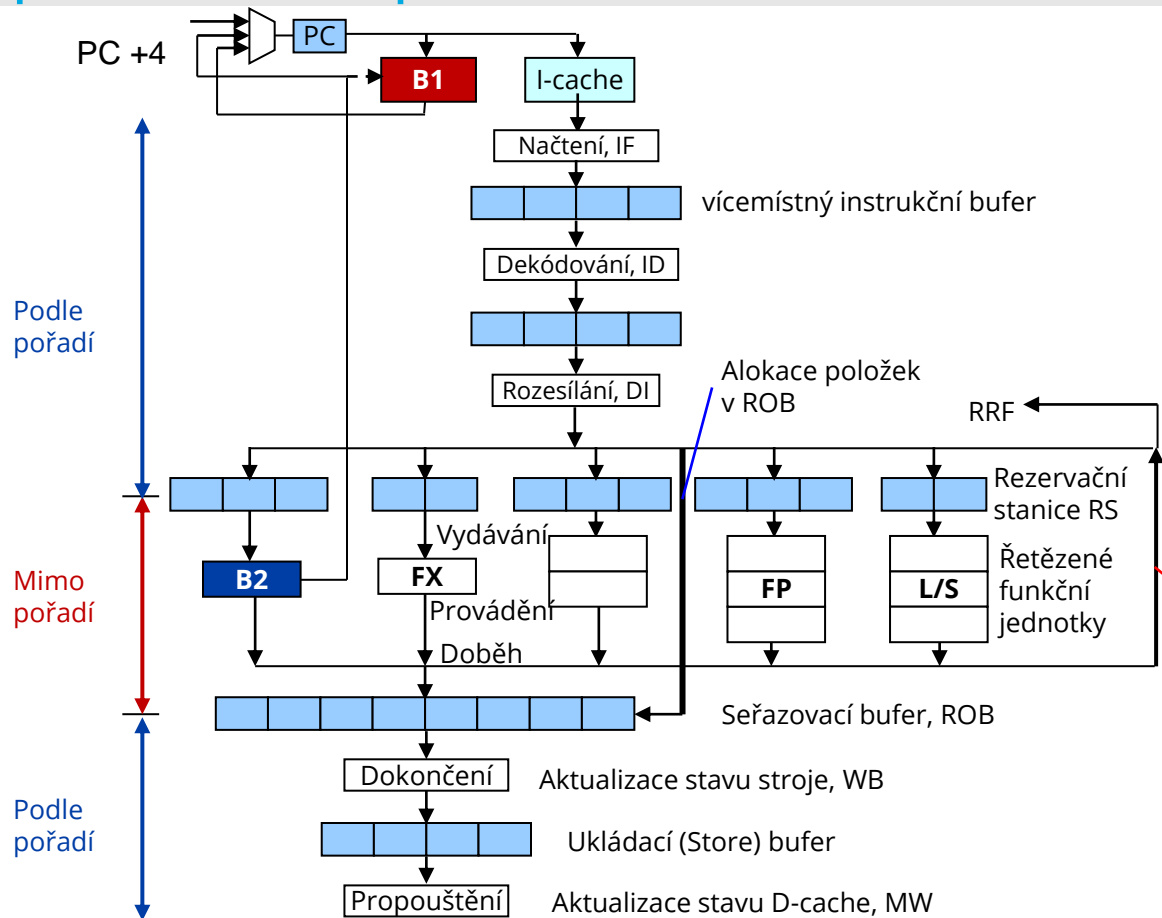 PC +4
PC
B1
I-cache
Načtení, IF
vícemístný instrukční bufer
Dekódování, ID
Podle
pořadí
Rozesílání, DI
Alokace položek
v ROB
RRF
Rezervační
stanice RS
Vydávání
Mimo
pořadí
B2
FX
FP
L/S
Řetězené
funkční
jednotky
Provádění
Doběh
Seřazovací bufer, ROB
Dokončení
Aktualizace stavu stroje, WB
Podle
pořadí
Ukládací (Store) bufer
Propouštění
Aktualizace stavu D-cache, MW